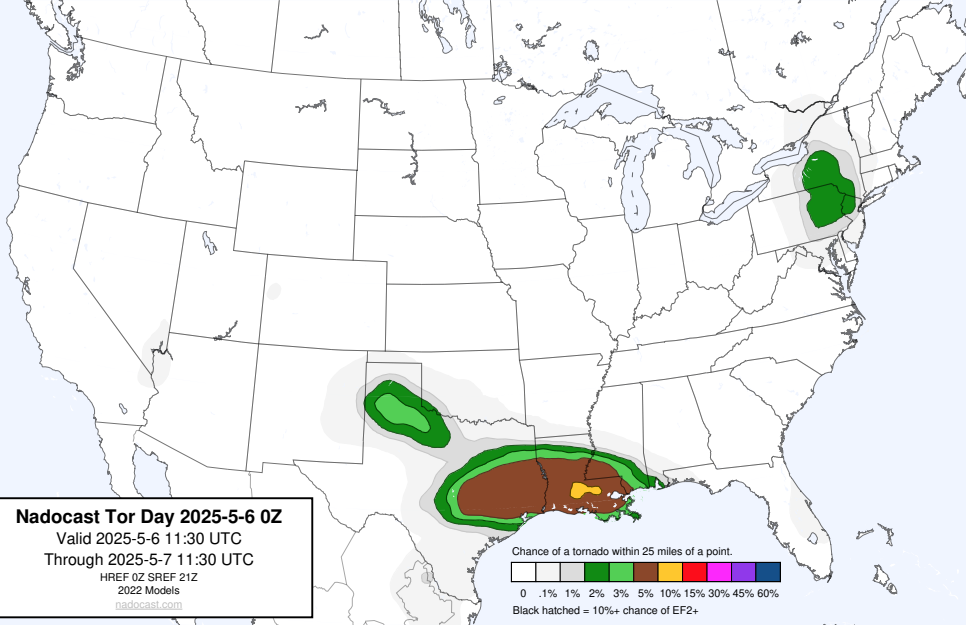 Nadocast Tor Day 2025-5-6 0Z
Valid 2025-5-6 11:30 UTC
Through 2025-5-7 11:30 UTC
HREF 0Z SREF 21Z
2022 Models
nadocast.com
Chance of a tornado within 25 miles of a point.
0 .1% 1% 2% 3% 5% 10% 15% 30% 45% 60%
Black hatched = 10%+ chance of EF2+